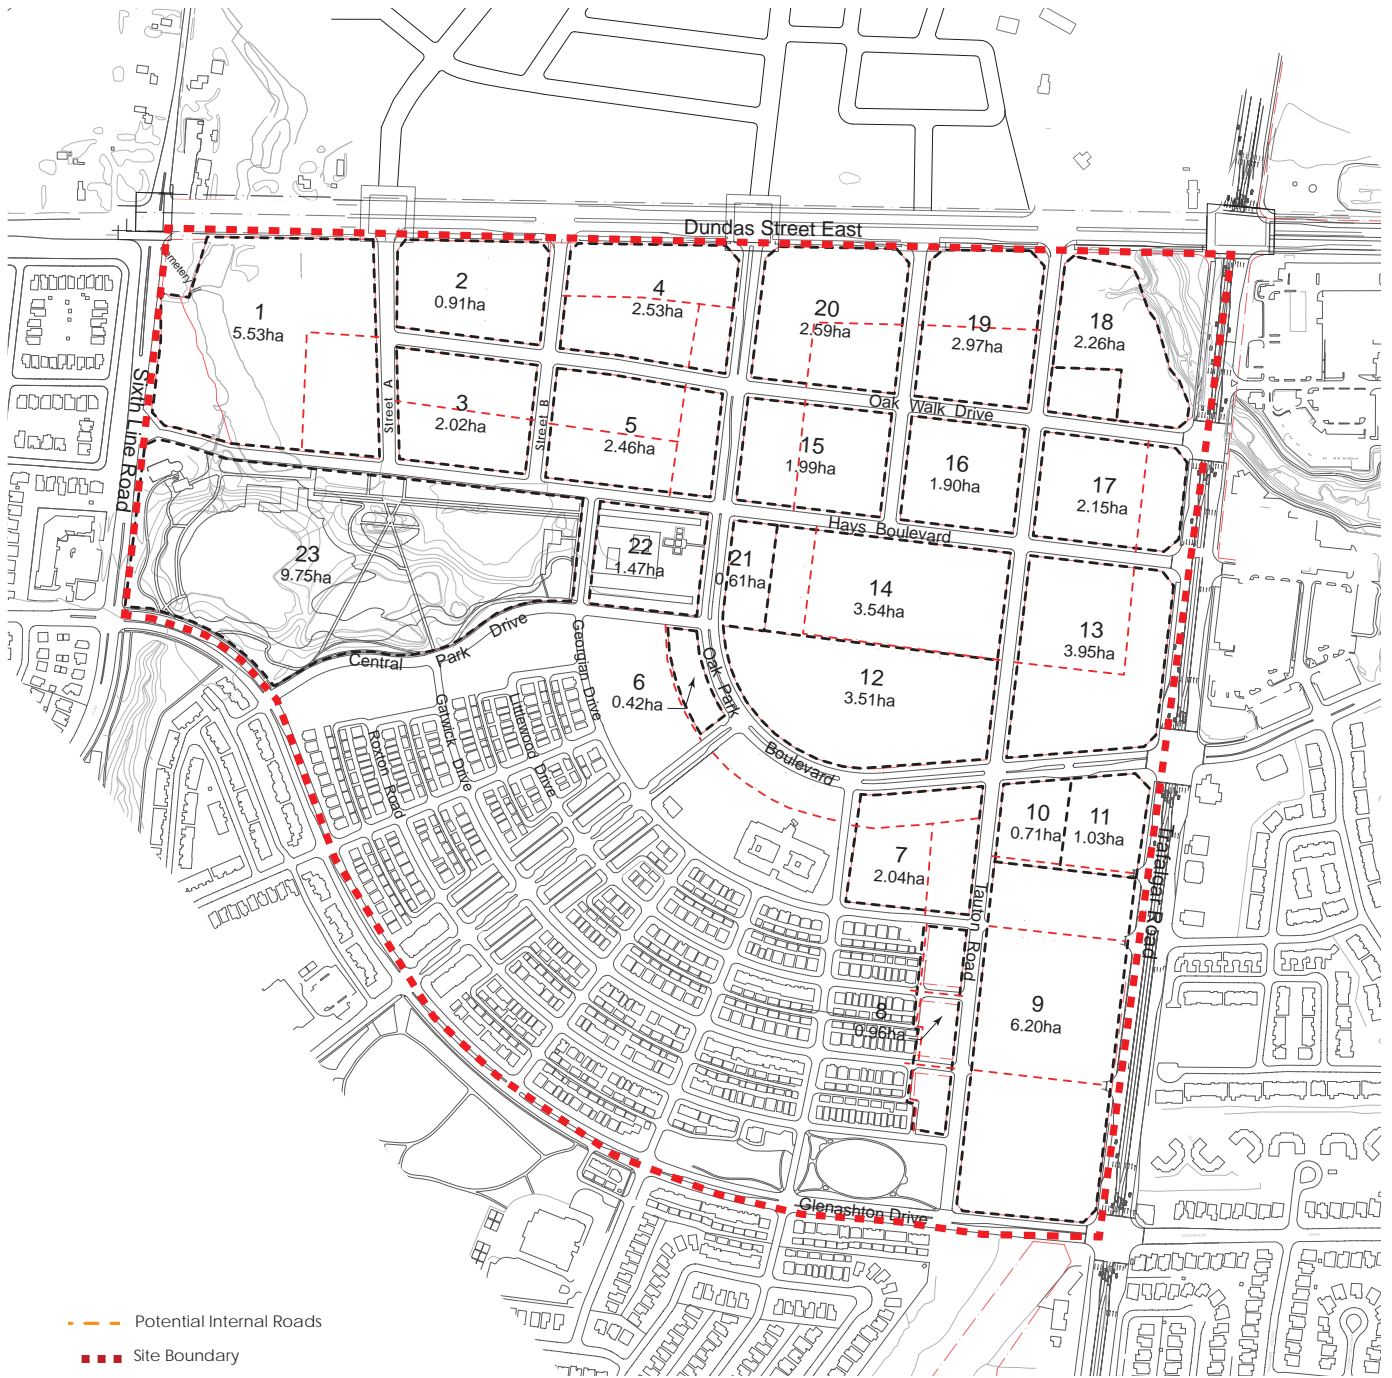 Dundas Street East
emetery
1
5.53ha
2
0.91ha
4
2.53ha
20
2.59ha
19
2.97ha
18
2.26ha
Sixth Line Road
Street A
3
2.02ha
Street B
5
2.46ha
Oak Walk Drive
15
1.99ha
16
1.90ha
17
2.15ha
Hays Boulevard
23
9.75ha
22
1.47ha
21
0.61ha
14
3.54ha
13
3.95ha
Central Park Drive
Georgian Drive
6
0.42ha
Oak Park Boulevard
12
3.51ha
Roxton Road
Garwick Drive
Littlewood Drive
10
0.71ha
11
1.03ha
7
2.04ha
Tauton Road
Trafalgar Road
8
0.96ha
9
6.20ha
Glenashton Drive
Potential Internal Roads
Site Boundary